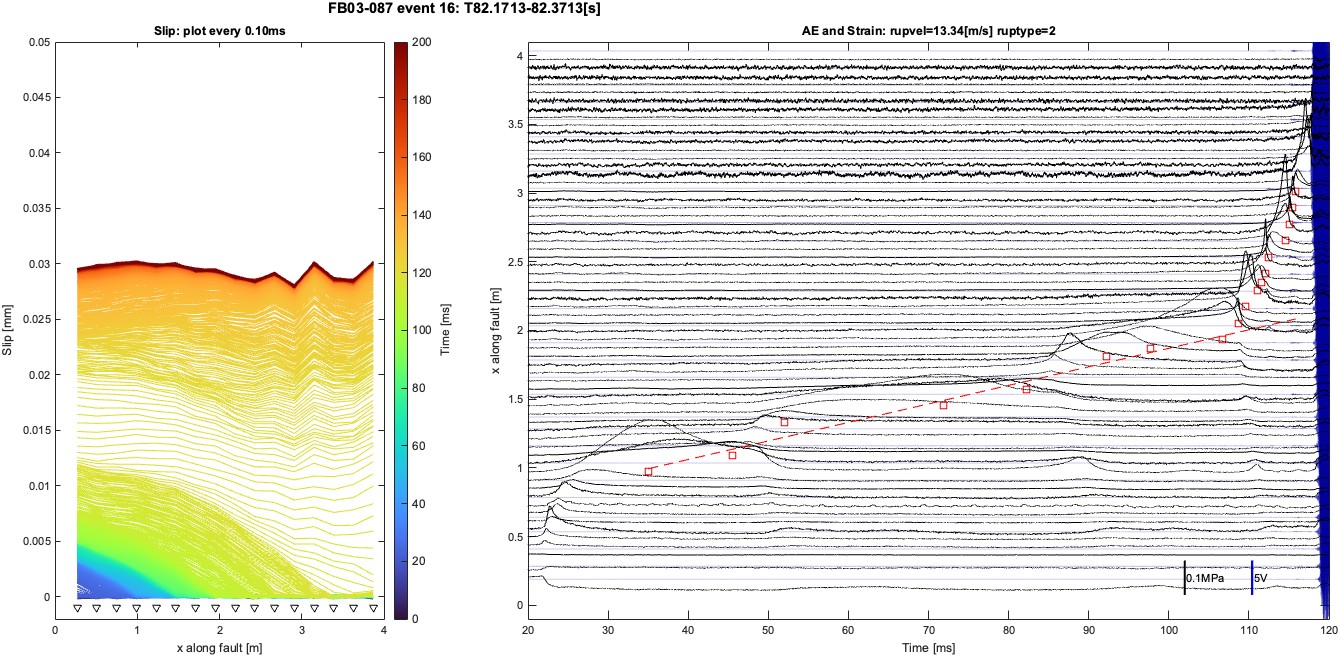 FB03-087 event 16: T82.1713-82.3713[s]
Slip: plot every 0.10ms
0.05
0.045
0.04
0.035
0.03
0.025
0.02
0.015
0.01
0.005
0
Slip [mm]
0 1 2 3 4
x along fault [m]
200
180
160
140
120
100
80
60
40
20
0
Time [ms]
AE and Strain: rupvel=13.34[m/s] ruptype=2
4
3.5
3
2.5
2
1.5
1
0.5
0
x along fault [m]
0.1MPa
5V
20 30 40 50 60 70 80 90 100 110 120
Time [ms]